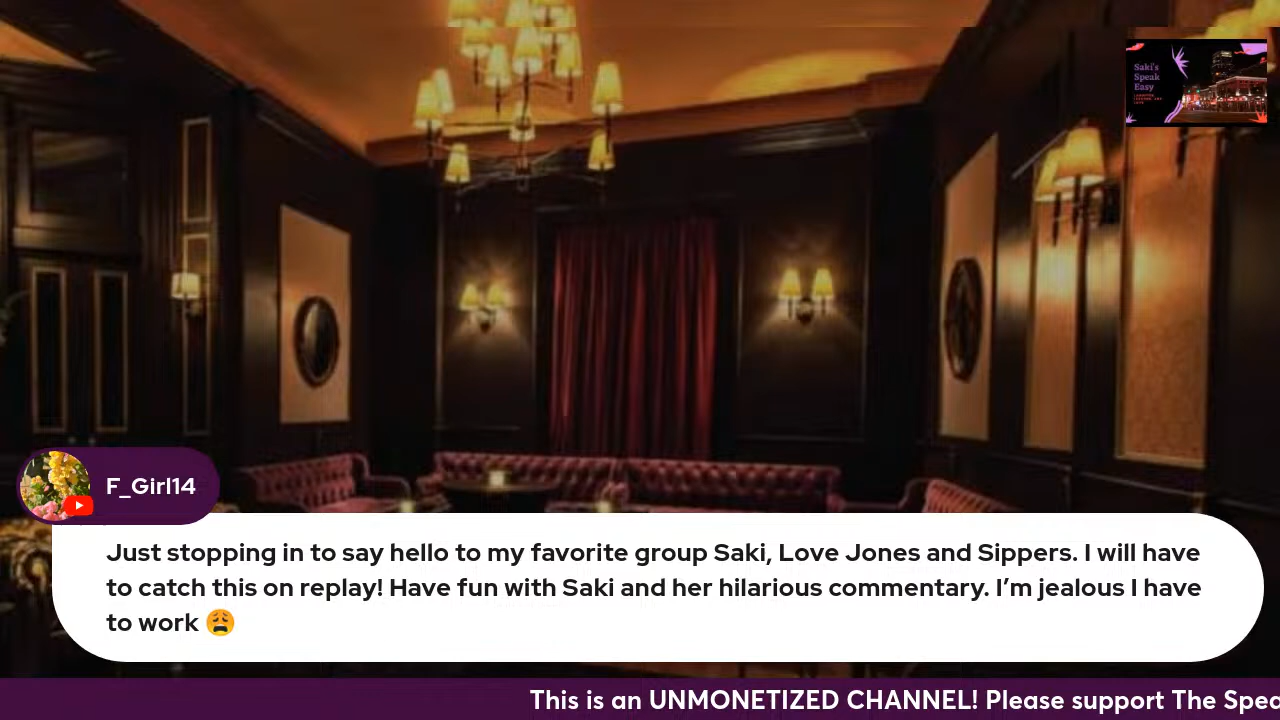 Saki's
Speak
Easy
F_Girl14
Just stopping in to say hello to my favorite group Saki, Love Jones and Sippers. I will have
to catch this on replay! Have fun with Saki and her hilarious commentary. I’m jealous I have
to work 😩
This is an UNMONETIZED CHANNEL! Please support The Spea